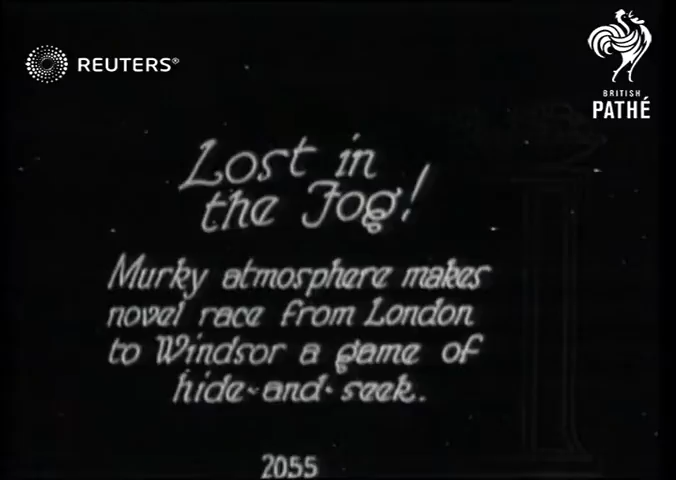 REUTERS®
BRITISH
PATHÉ
Lost in
the Fog!
Murky atmosphere makes
novel race from London
to Windsor a game of
hide-and-seek.
2055